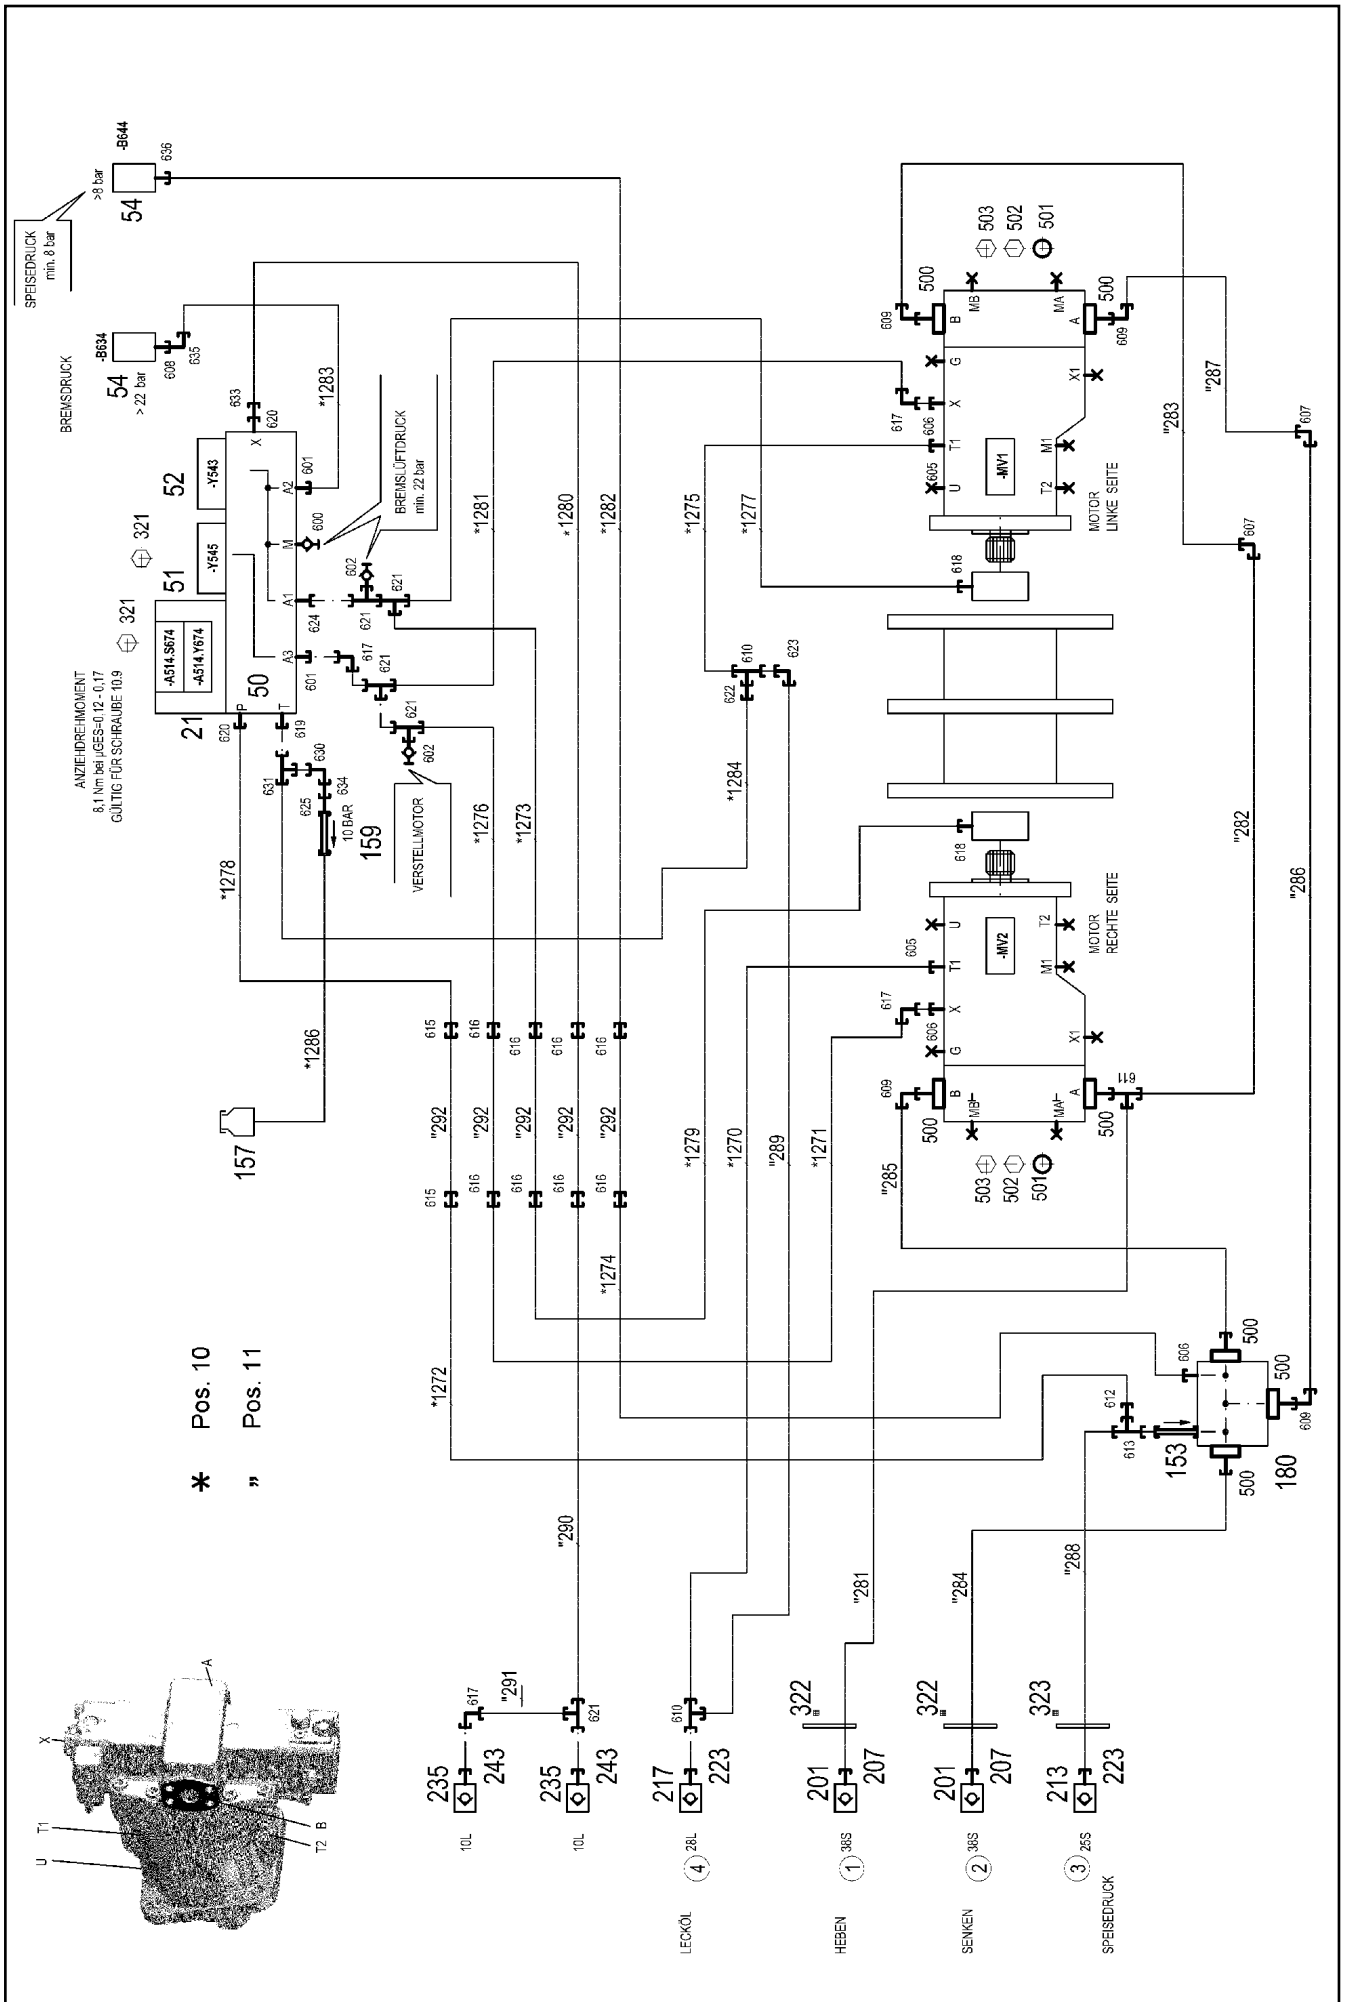 SPEISEDRUCK
min. 8 bar
>8 bar
-B644
54
636
BREMSDRUCK
-B634
54
> 22 bar
608
635
*1283
633
620
X
52
-Y543
601
A2
321
51
-Y545
M
600
BREMSLÜFTDRUCK
min. 22 bar
321
-A514.S674
-A514.Y674
50
A1
624
602
621
621
A3
601
617
621
621
602
VERSTELLMOTOR
ANZIEHDREHMOMENT
8,1 Nm bei µGES=0,12 - 0,17
GÜLTIG FÜR SCHRAUBE 10.9
21
P
T
620
619
631
630
634
625
10 BAR
159
*1278
*1286
157
*1281
*1280
*1282
*1275
*1277
*1276
*1273
*1284
610
623
622
615
616
616
616
616
"292
"292
"292
"292
"292
615
616
616
616
616
*1279
*1270
"289
*1271
*1274
*1272
* Pos. 10
" Pos. 11
503
502
501
500
500
609
609
B
A
MB
MA
G
X
X1
617
606
T1
605
U
M1
T2
-MV1
MOTOR
LINKE SEITE
618
618
"283
"287
607
607
"282
"286
-MV2
MOTOR
RECHTE SEITE
U
T2
605
T1
M1
617
606
X
G
X1
609
B
MB
MA
A
611
500
500
503
502
501
"285
606
500
500
500
609
612
613
153
180
"290
"291
617
621
610
"281
"284
"288
322
322
323
235
243
10L
235
243
10L
217
223
4
28L
LECKÖL
201
207
1
38S
HEBEN
201
207
2
38S
SENKEN
213
223
3
25S
SPEISEDRUCK
A
X
T1
U
B
T2